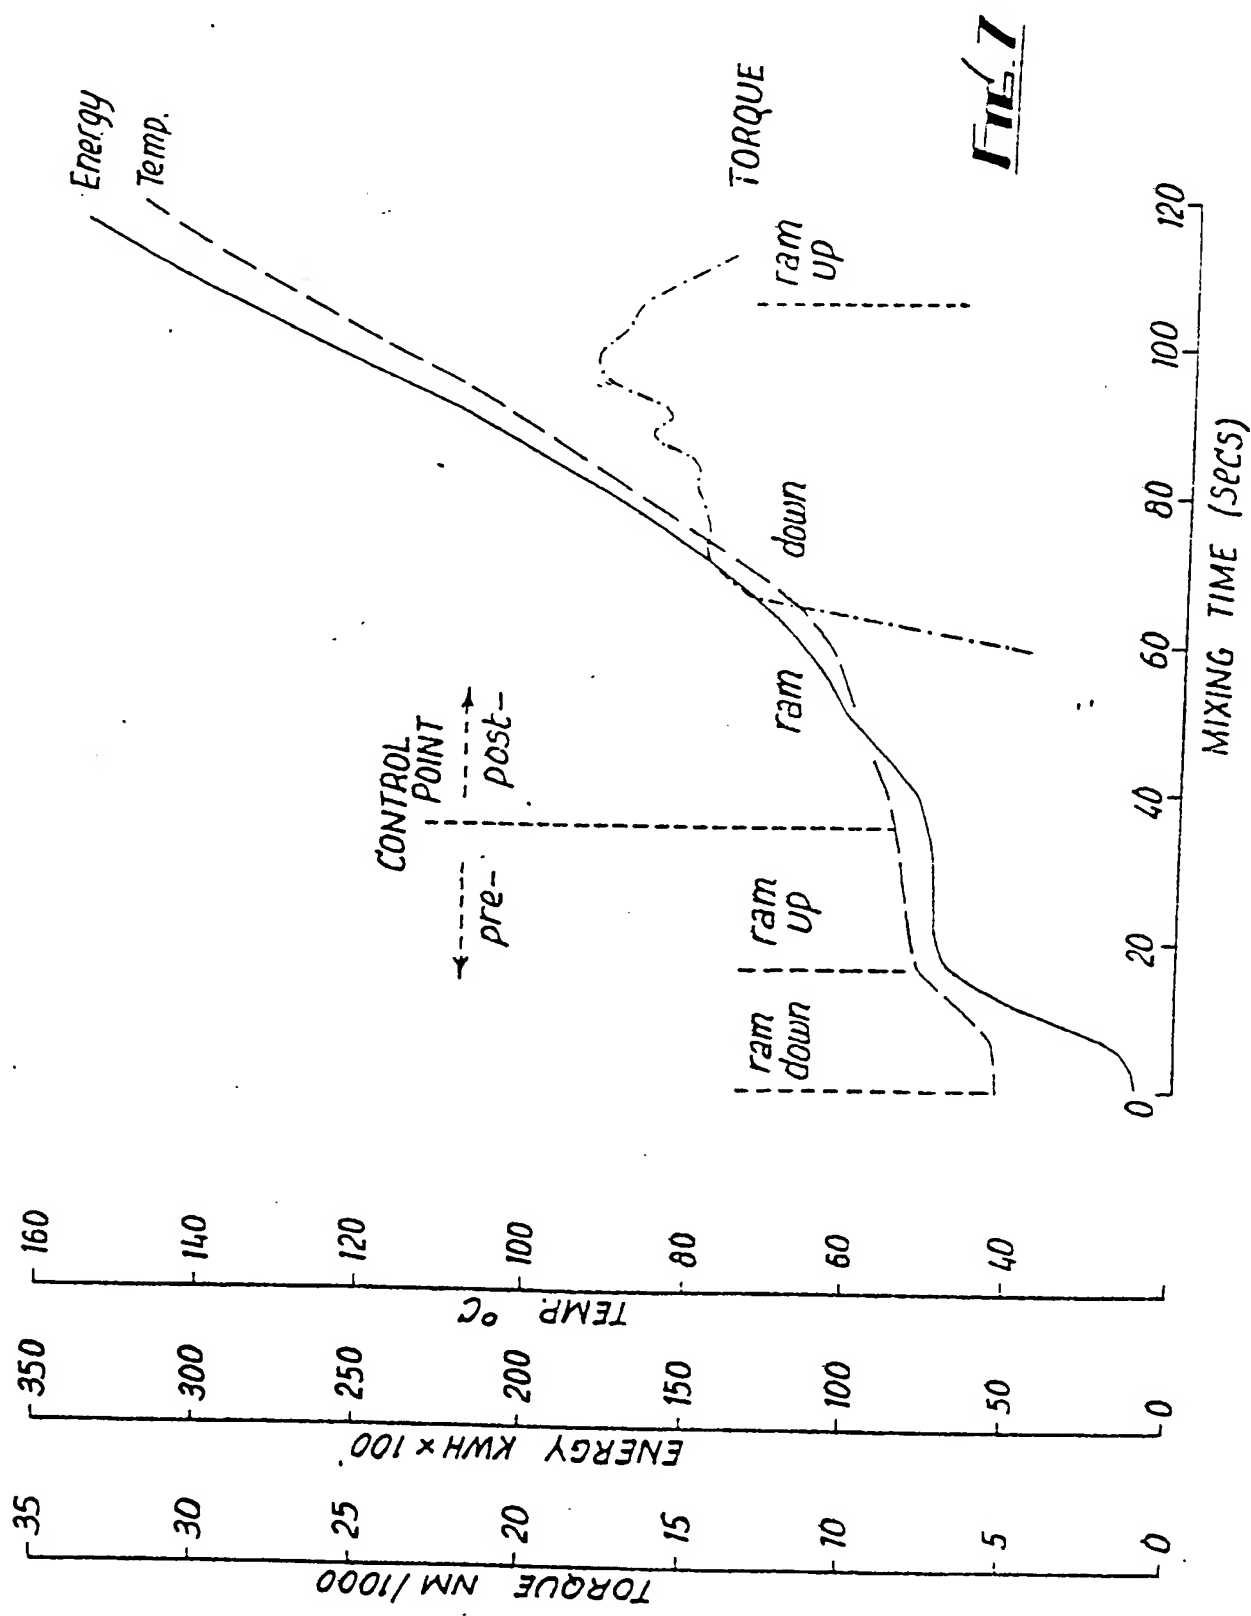 Energy
Temp.
TORQUE
FIG.7
CONTROL
POINT
pre-
post-
ram
down
ram
up
ram
down
ram
up
0
20
40
60
80
100
120
MIXING TIME (SECS)
160
140
120
100
80
60
40
TEMP. °C
350
300
250
200
150
100
50
0
ENERGY KWH × 100
35
30
25
20
15
10
5
0
TORQUE NM/1000